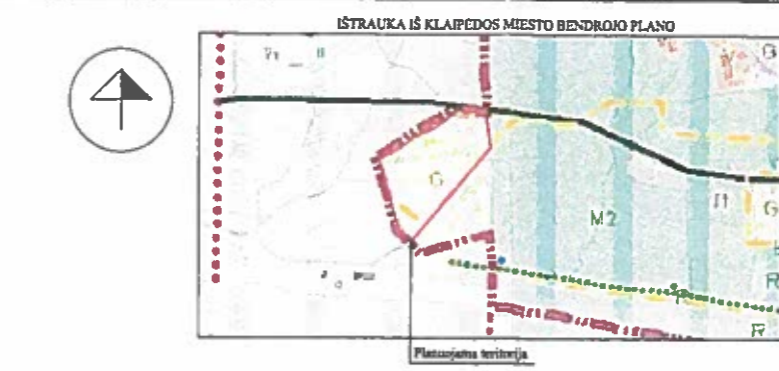 IŠTRAUKA IŠ KLAIPĖDOS MIESTO BENDROJO PLANO
G
G
M2
G
R
R
Planuojama teritorija